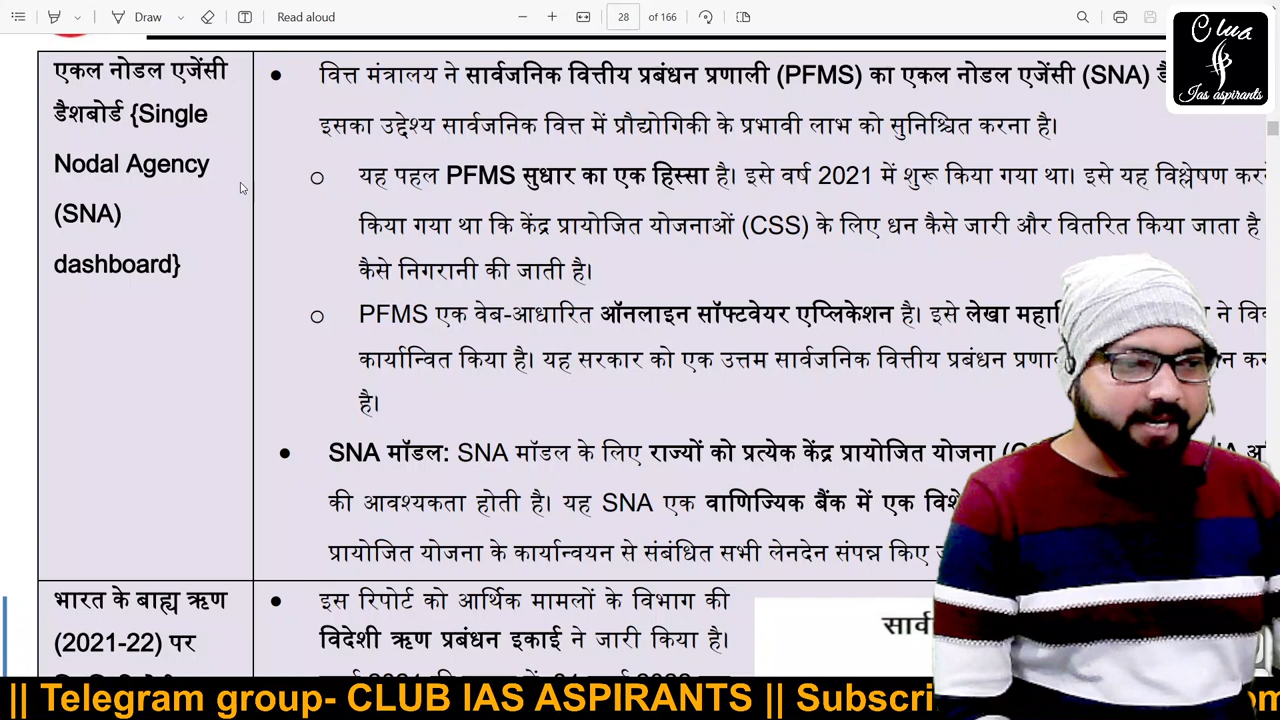 Draw
Read aloud
28
of 166
Clua
Ias aspirants
एकल नोडल एजेंसी
डैशबोर्ड {Single
Nodal Agency
(SNA)
dashboard}
● वित्त मंत्रालय ने सार्वजनिक वित्तीय प्रबंधन प्रणाली (PFMS) का एकल नोडल एजेंसी (SNA)
इसका उद्देश्य सार्वजनिक वित्त में प्रौद्योगिकी के प्रभावी लाभ को सुनिश्चित करना है।
○ यह पहल PFMS सुधार का एक हिस्सा है। इसे वर्ष 2021 में शुरू किया गया था। इसे यह विश्लेषण
किया गया था कि केंद्र प्रायोजित योजनाओं (CSS) के लिए धन कैसे जारी और वितरित किया जाता है
कैसे निगरानी की जाती है।
○ PFMS एक वेब-आधारित ऑनलाइन सॉफ्टवेयर एप्लिकेशन है। इसे लेखा ने
कार्यान्वित किया है। यह सरकार को एक उत्तम सार्वजनिक वित्तीय प्रबंधन
है।
● SNA मॉडल: SNA मॉडल के लिए राज्यों को प्रत्येक केंद्र प्रायोजित योजना
की आवश्यकता होती है। यह SNA एक वाणिज्यिक बैंक में एक
प्रायोजित योजना के कार्यान्वयन से संबंधित सभी लेनदेन संपन्न किए
भारत के बाह्य ऋण
(2021-22) पर
● इस रिपोर्ट को आर्थिक मामलों के विभाग की
विदेशी ऋण प्रबंधन इकाई ने जारी किया है।
|| Telegram group- CLUB IAS ASPIRANTS || Subscri